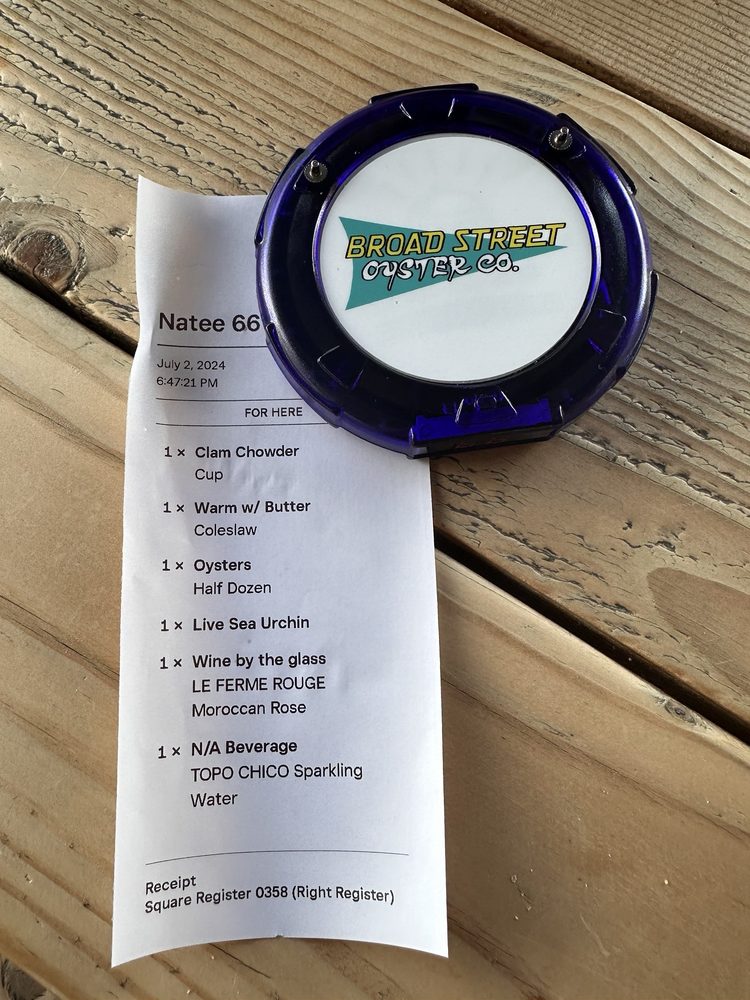 BROAD STREET
OYSTER CO.
Natee 66
July 2, 2024
6:47:21 PM
FOR HERE
1 × Clam Chowder
Cup
1 × Warm w/ Butter
Coleslaw
1 × Oysters
Half Dozen
1 × Live Sea Urchin
1 × Wine by the glass
LE FERME ROUGE
Moroccan Rose
1 × N/A Beverage
TOPO CHICO Sparkling
Water
Receipt
Square Register 0358 (Right Register)